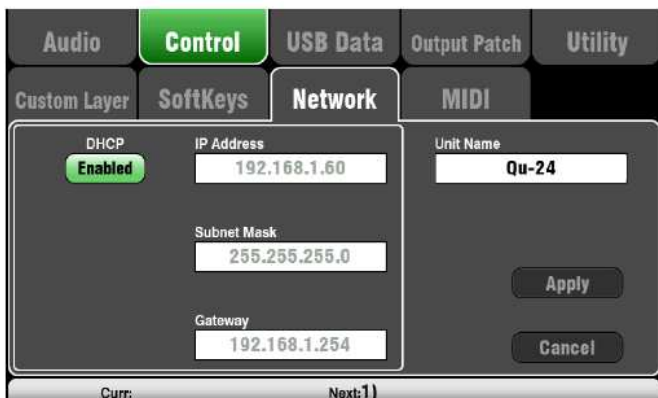 Audio Control USB Data Output Patch Utility
Custom Layer SoftKeys Network MIDI
DHCP IP Address Unit Name
Enabled 192.168.1.60 Qu-24
Subnet Mask
255.255.255.0
Apply
Gateway
192.168.1.254 Cancel
Curr: Next:1)